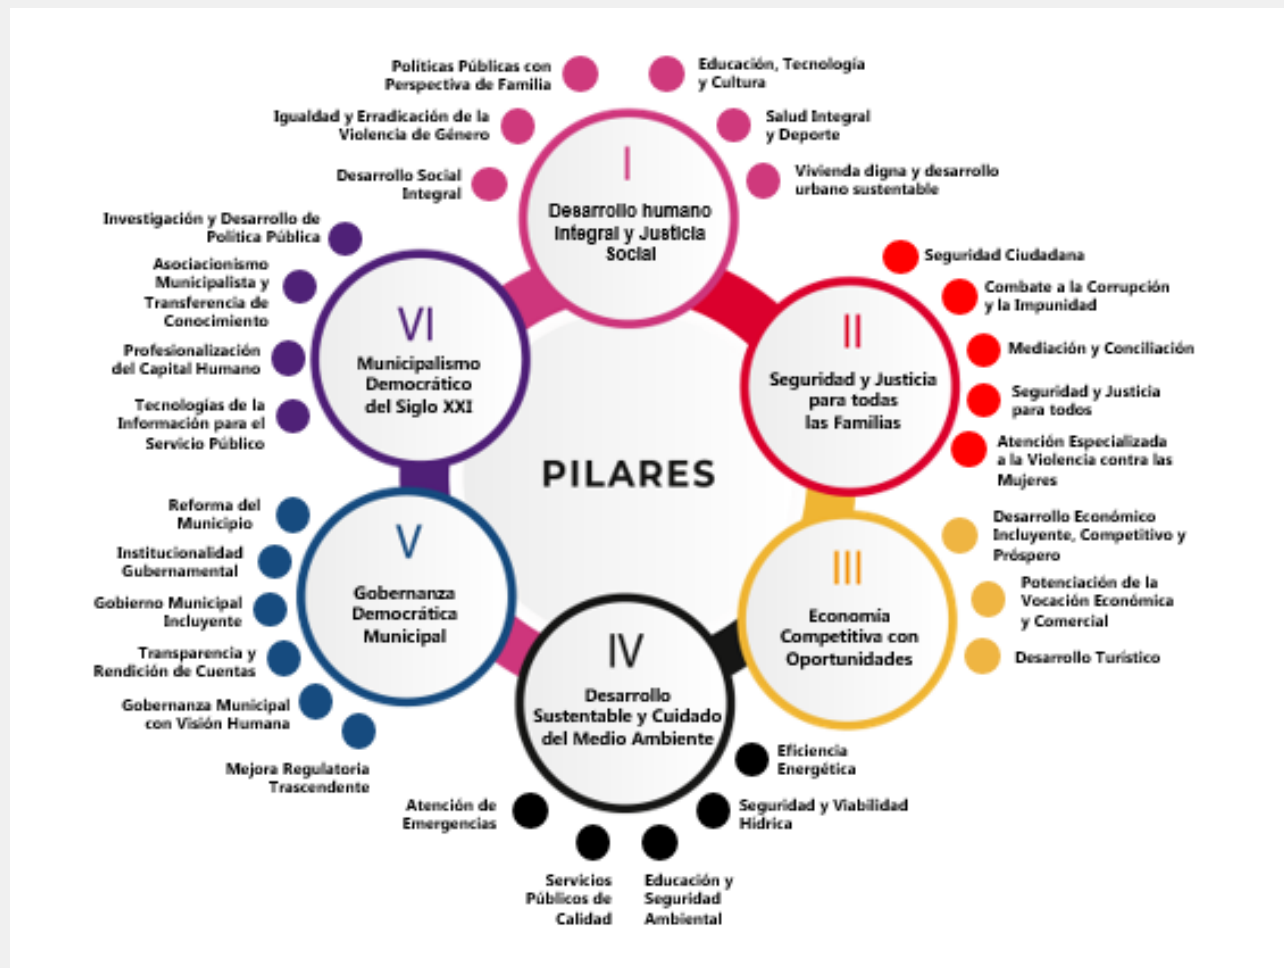 PILARES
I
Desarrollo humano
Integral y Justicia
Social
Políticas Públicas con
Perspectiva de Familia
Igualdad y Erradicación de la
Violencia de Género
Desarrollo Social
Integral
Educación, Tecnología
y Cultura
Salud Integral
y Deporte
Vivienda digna y desarrollo
urbano sustentable
II
Seguridad y Justicia
para todas
las Familias
Seguridad Ciudadana
Combate a la Corrupción
y la Impunidad
Mediación y Conciliación
Seguridad y Justicia
para todos
Atención Especializada
a la Violencia contra las
Mujeres
III
Economía
Competitiva con
Oportunidades
Desarrollo Económico
Incluyente, Competitivo y
Próspero
Potenciación de la
Vocación Económica
y Comercial
Desarrollo Turístico
IV
Desarrollo
Sustentable y Cuidado
del Medio Ambiente
Eficiencia
Energética
Seguridad y Viabilidad
Hídrica
Educación y
Seguridad
Ambiental
Servicios
Públicos de
Calidad
Atención de
Emergencias
V
Gobernanza
Democrática
Municipal
Reforma del
Municipio
Institucionalidad
Gubernamental
Gobierno Municipal
Incluyente
Transparencia y
Rendición de Cuentas
Gobernanza Municipal
con Visión Humana
Mejora Regulatoria
Trascendente
VI
Municipalismo
Democrático
del Siglo XXI
Investigación y Desarrollo de
Política Pública
Asociacionismo
Municipalista y
Transferencia de
Conocimiento
Profesionalización
del Capital Humano
Tecnologías de la
Información para el
Servicio Público